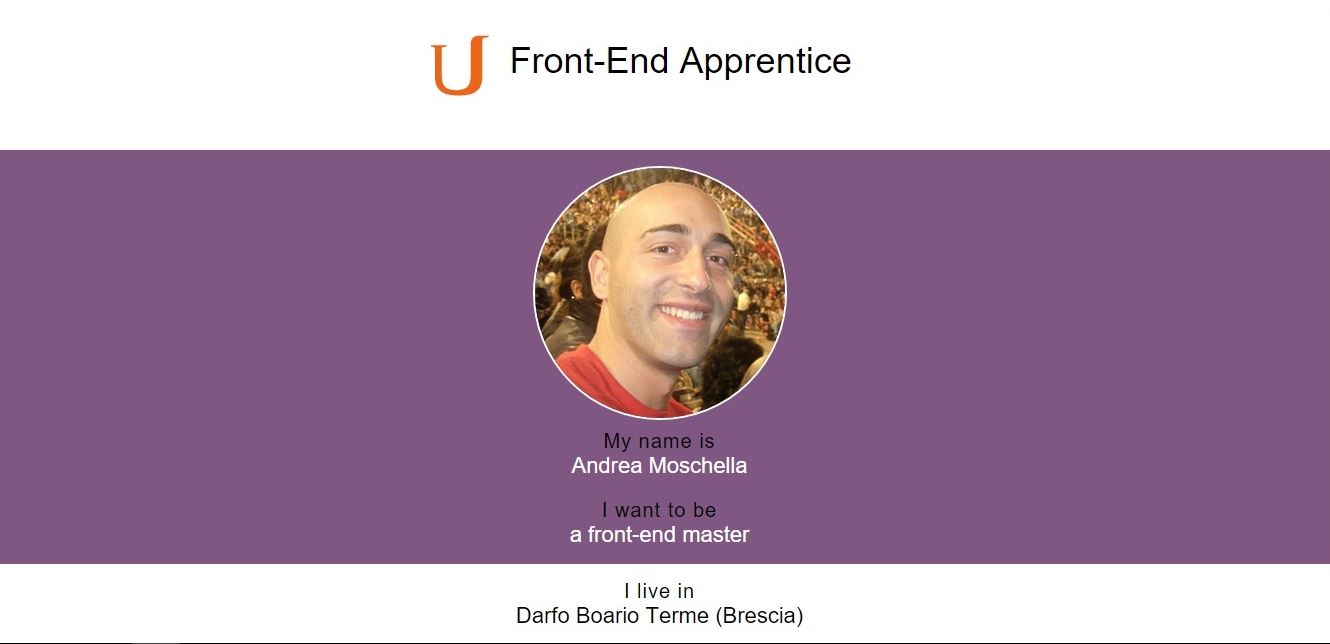 U Front-End Apprentice
My name is
Andrea Moschella
I want to be
a front-end master
I live in
Darfo Boario Terme (Brescia)